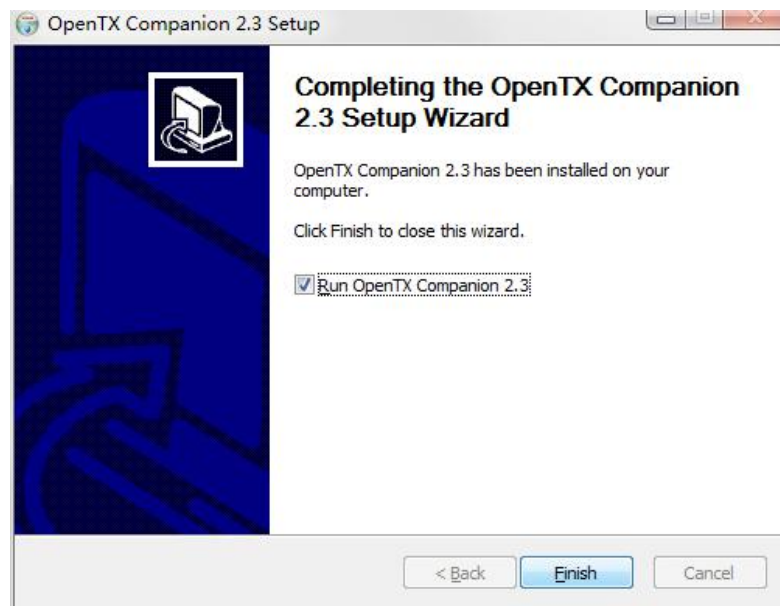 OpenTX Companion 2.3 Setup
Completing the OpenTX Companion
2.3 Setup Wizard
OpenTX Companion 2.3 has been installed on your
computer.
Click Finish to close this wizard.
Run OpenTX Companion 2.3
< Back
Finish
Cancel